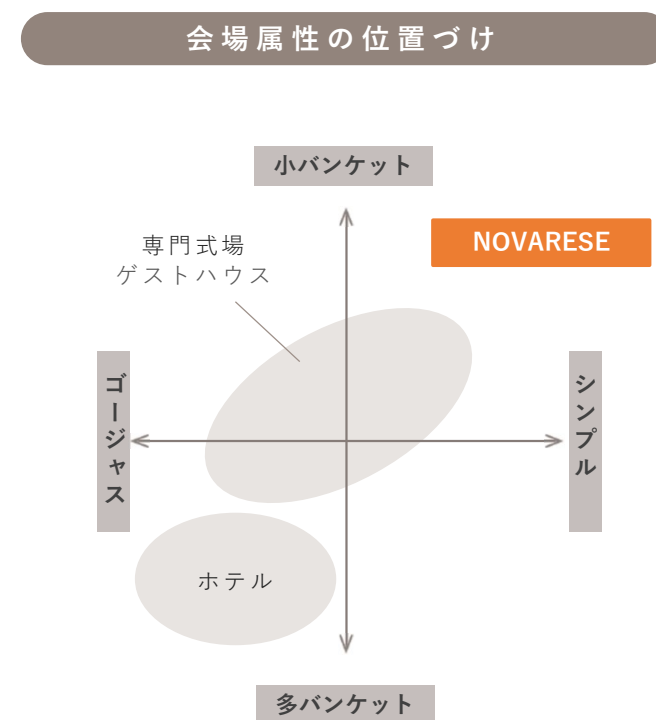 会場属性の位置づけ
小バンケット
NOVARESE
専門式場
ゲストハウス
ゴージャス
シンプル
ホテル
多バンケット